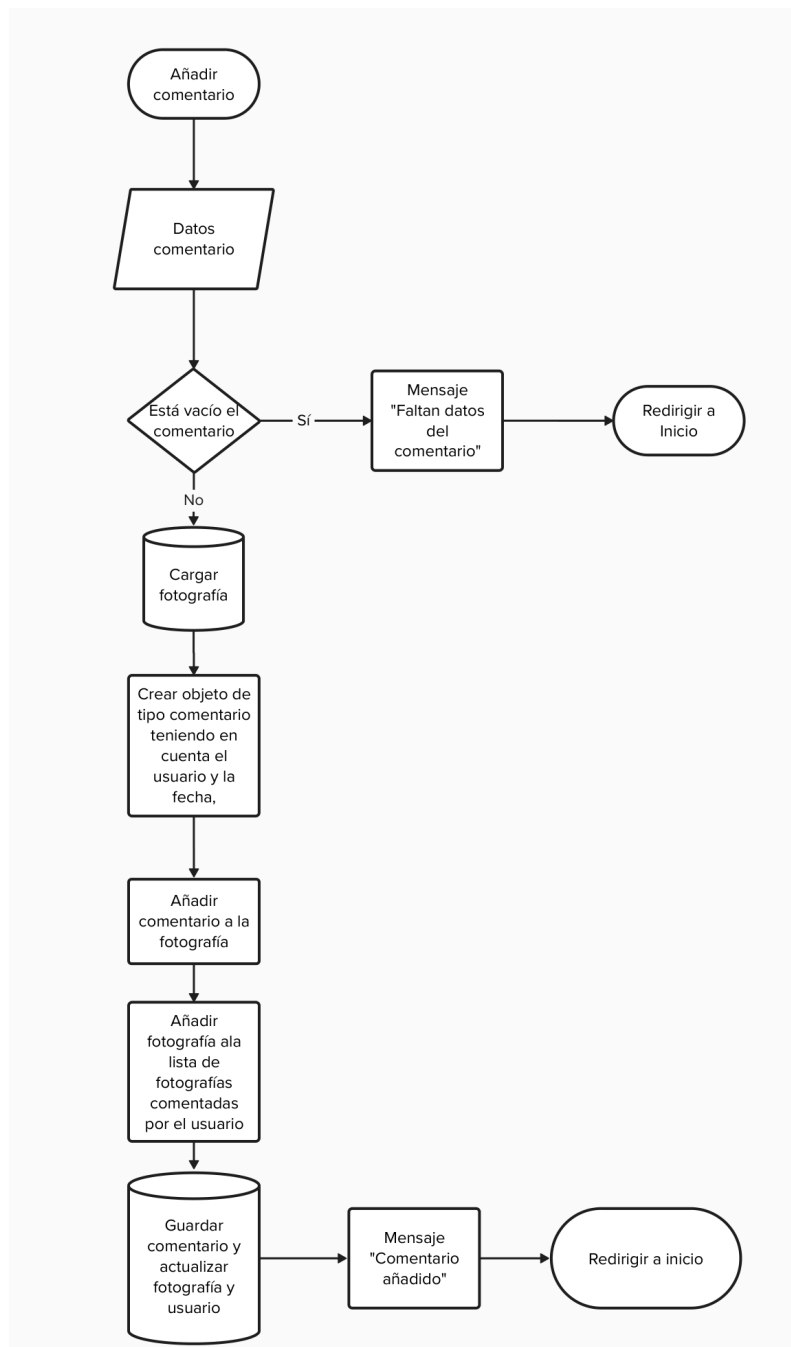 Añadir
comentario
Datos
comentario
Está vacío el
comentario
Sí
Mensaje
"Faltan datos
del
comentario"
Redirigir a
Inicio
No
Cargar
fotografía
Crear objeto de
tipo comentario
teniendo en
cuenta el
usuario y la
fecha,
Añadir
comentario a la
fotografía
Añadir
fotografía ala
lista de
fotografías
comentadas
por el usuario
Guardar
comentario y
actualizar
fotografía y
usuario
Mensaje
"Comentario
añadido"
Redirigir a inicio